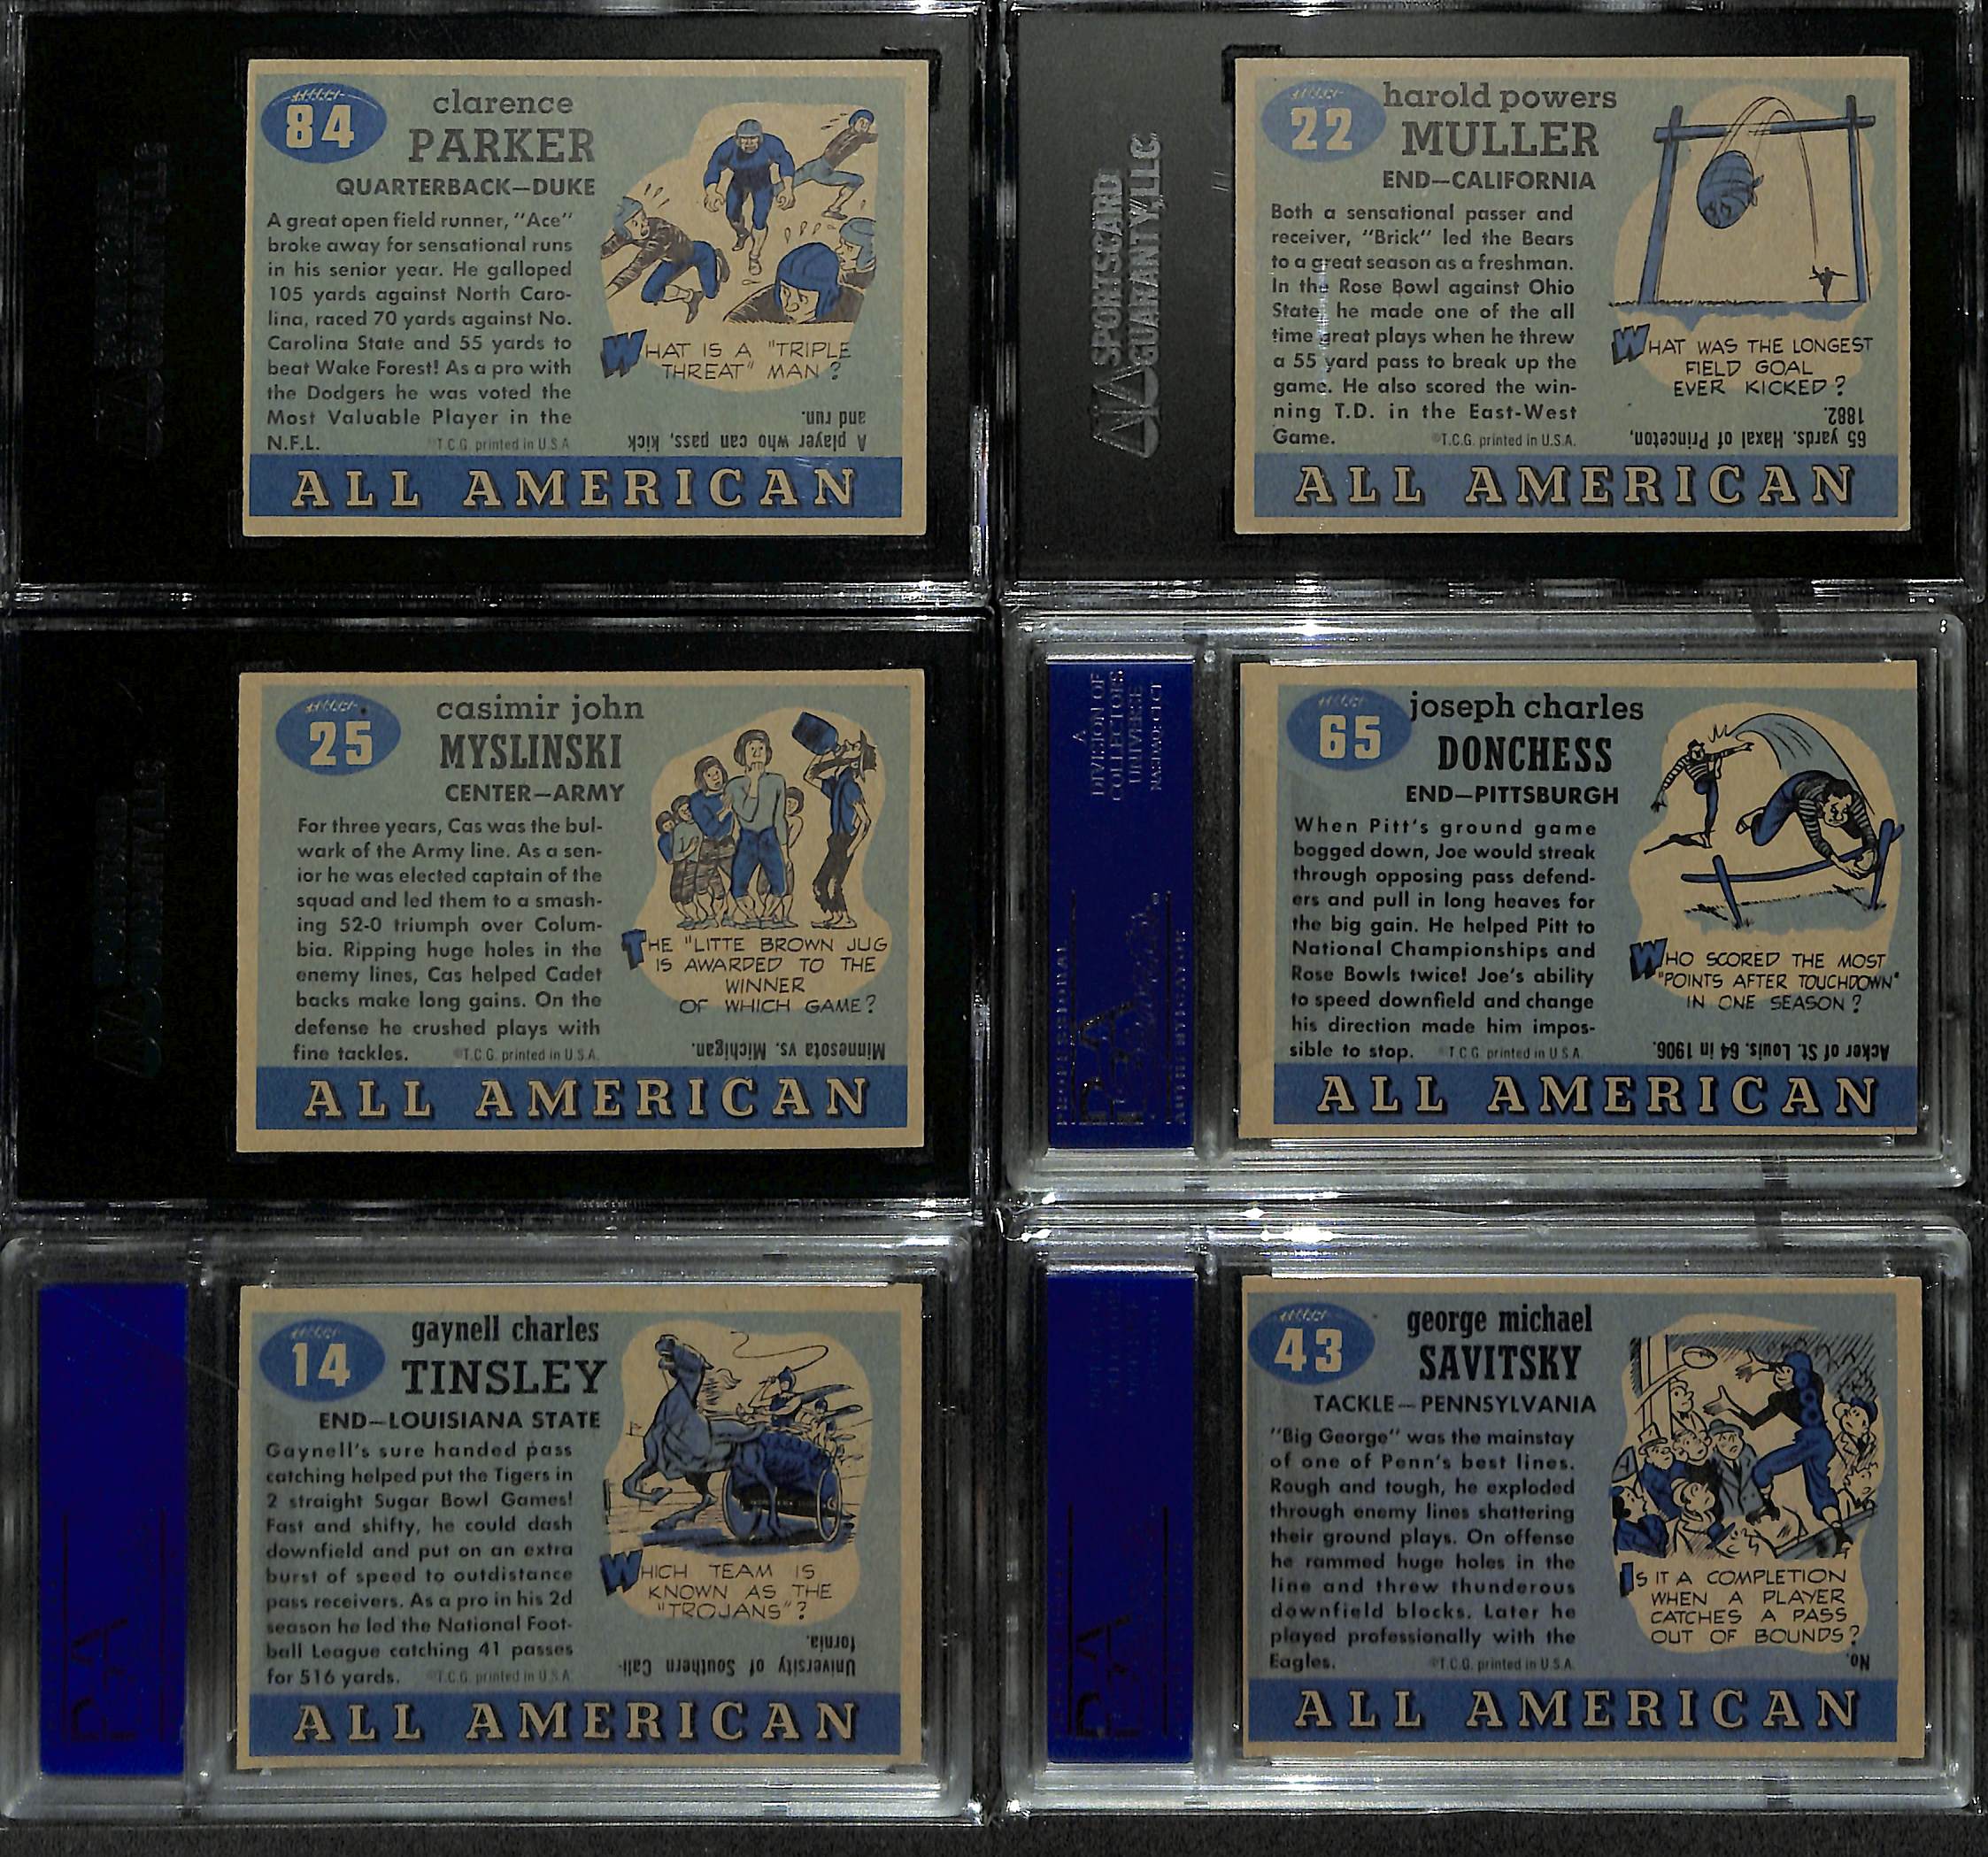 84
clarence
PARKER
QUARTERBACK—DUKE
A great open field runner, "Ace"
broke away for sensational runs
in his senior year. He galloped
105 yards against North Caro-
lina, raced 70 yards against No.
Carolina State and 55 yards to
beat Wake Forest! As a pro with
the Dodgers he was voted the
Most Valuable Player in the
N.F.L.
©T.C.G. printed in U.S.A
WHAT IS A "TRIPLE
THREAT" MAN?
A player who can pass, kick
and run.
ALL AMERICAN
SPORTSCARD
GUARANTY,LLC
22
harold powers
MULLER
END—CALIFORNIA
Both a sensational passer and
receiver, "Brick" led the Bears
to a great season as a freshman.
In the Rose Bowl against Ohio
State, he made one of the all
time great plays when he threw
a 55 yard pass to break up the
game. He also scored the win-
ning T.D. in the East-West
Game.
©T.C.G. printed in U.S.A.
WHAT WAS THE LONGEST
FIELD GOAL
EVER KICKED?
65 yards. Haxal of Princeton,
1882.
ALL AMERICAN
25
casimir john
MYSLINSKI
CENTER—ARMY
For three years, Cas was the bul-
wark of the Army line. As a sen-
ior he was elected captain of the
squad and led them to a smash-
ing 52-0 triumph over Colum-
bia. Ripping huge holes in the
enemy lines, Cas helped Cadet
backs make long gains. On the
defense he crushed plays with
fine tackles.
©T.C.G. printed in U.S.A.
THE "LITTE BROWN JUG
IS AWARDED TO THE
WINNER
OF WHICH GAME?
Minnesota vs. Michigan.
ALL AMERICAN
A
DIVISION OF
COLLECTORS
UNIVERSE
NASDAQ:CLCT
PROFESSIONAL
PSA
AUTHENTICATOR
65
joseph charles
DONCHESS
END—PITTSBURGH
When Pitt's ground game
bogged down, Joe would streak
through opposing pass defend-
ers and pull in long heaves for
the big gain. He helped Pitt to
National Championships and
Rose Bowls twice! Joe's ability
to speed downfield and change
his direction made him impos-
sible to stop.
©T.C.G. printed in U.S.A.
WHO SCORED THE MOST
"POINTS AFTER TOUCHDOWN"
IN ONE SEASON?
Acker of St. Louis. 64 in 1906.
ALL AMERICAN
PSA
14
gaynell charles
TINSLEY
END—LOUISIANA STATE
Gaynell's sure handed pass
catching helped put the Tigers in
2 straight Sugar Bowl Games!
Fast and shifty, he could dash
downfield and put on an extra
burst of speed to outdistance
pass receivers. As a pro in his 2d
season he led the National Foot-
ball League catching 41 passes
for 516 yards.
©T.C.G. printed in U.S.A
WHICH TEAM IS
KNOWN AS THE
"TROJANS"?
University of Southern Cali-
fornia.
ALL AMERICAN
PSA
43
george michael
SAVITSKY
TACKLE—PENNSYLVANIA
"Big George" was the mainstay
of one of Penn's best lines.
Rough and tough, he exploded
through enemy lines shattering
their ground plays. On offense
he rammed huge holes in the
line and threw thunderous
downfield blocks. Later he
played professionally with the
Eagles.
©T.C.G. printed in U.S.A.
IS IT A COMPLETION
WHEN A PLAYER
CATCHES A PASS
OUT OF BOUNDS?
No.
ALL AMERICAN